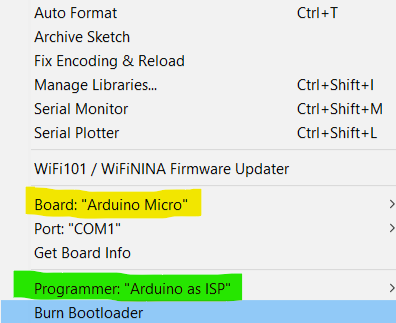 Auto Format Ctrl+T
Archive Sketch
Fix Encoding & Reload
Manage Libraries... Ctrl+Shift+I
Serial Monitor Ctrl+Shift+M
Serial Plotter Ctrl+Shift+L
WiFi101 / WiFiNINA Firmware Updater
Board: "Arduino Micro"
Port: "COM1"
Get Board Info
Programmer: "Arduino as ISP"
Burn Bootloader